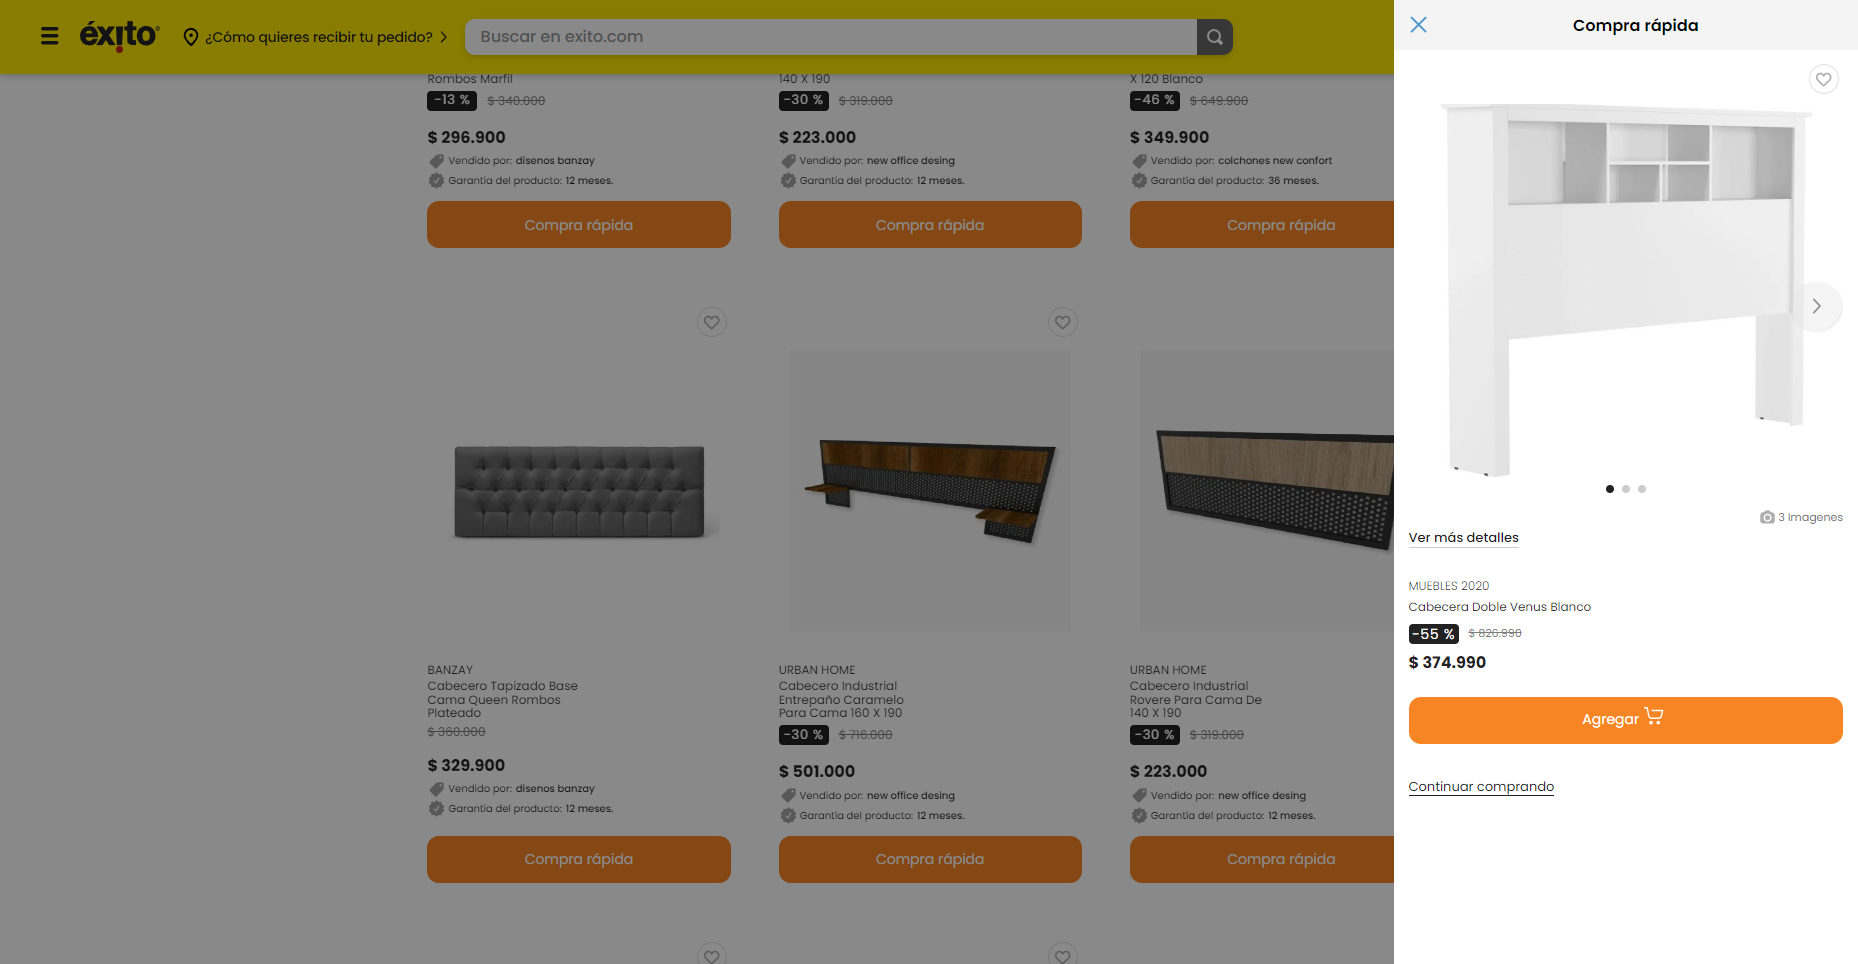 éxito
¿Cómo quieres recibir tu pedido?
Buscar en exito.com
Rombos Marfil
-13 % $ 340.000
$ 296.900
Vendido por: disenos banzay
Garantía del producto: 12 meses.
Compra rápida
140 X 190
-30 % $ 319.000
$ 223.000
Vendido por: new office desing
Garantía del producto: 12 meses.
Compra rápida
X 120 Blanco
-46 % $ 649.900
$ 349.900
Vendido por: colchones new confort
Garantía del producto: 36 meses.
Compra rápida
BANZAY
Cabecero Tapizado Base
Cama Queen Rombos
Plateado
$ 360.000
$ 329.900
Vendido por: disenos banzay
Garantía del producto: 12 meses.
Compra rápida
URBAN HOME
Cabecero Industrial
Entrepaño Caramelo
Para Cama 160 X 190
-30 % $ 716.000
$ 501.000
Vendido por: new office desing
Garantía del producto: 12 meses.
Compra rápida
URBAN HOME
Cabecero Industrial
Rovere Para Cama De
140 X 190
-30 % $ 319.000
$ 223.000
Vendido por: new office desing
Garantía del producto: 12 meses.
Compra rápida
Compra rápida
3 Imagenes
Ver más detalles
MUEBLES 2020
Cabecera Doble Venus Blanco
-55 % $ 826.990
$ 374.990
Agregar
Continuar comprando